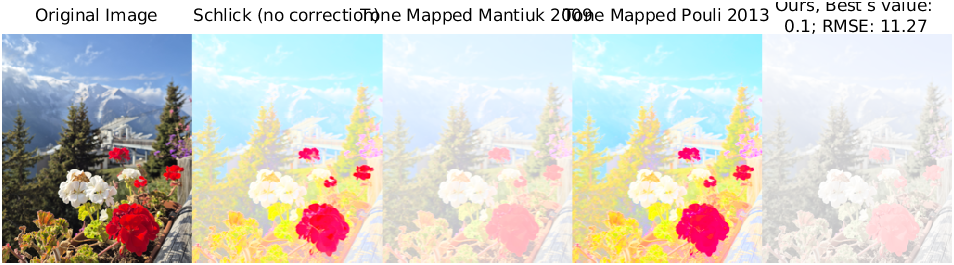 Original Image
Schlick (no correction)
Tone Mapped Mantiuk 2009
Tone Mapped Pouli 2013
Ours, Best s value:
0.1; RMSE: 11.27